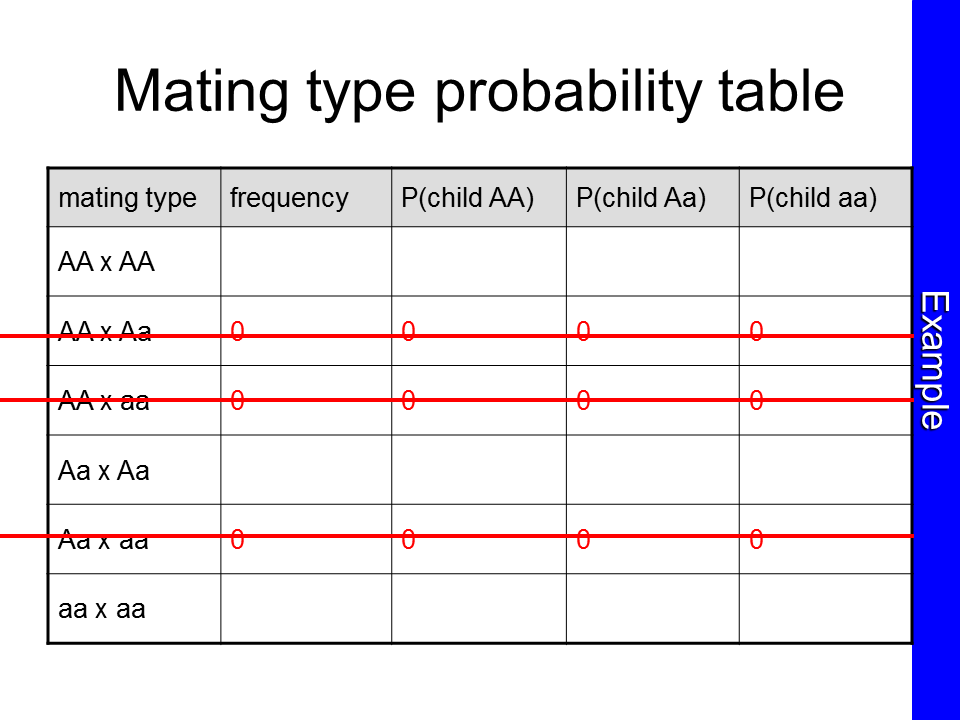 Mating type probability table
mating type frequency P(child AA) P(child Aa) P(child aa)
AA x AA
AA x Aa 0 0 0 0
AA x aa 0 0 0 0
Aa x Aa
Aa x aa 0 0 0 0
aa x aa
Example